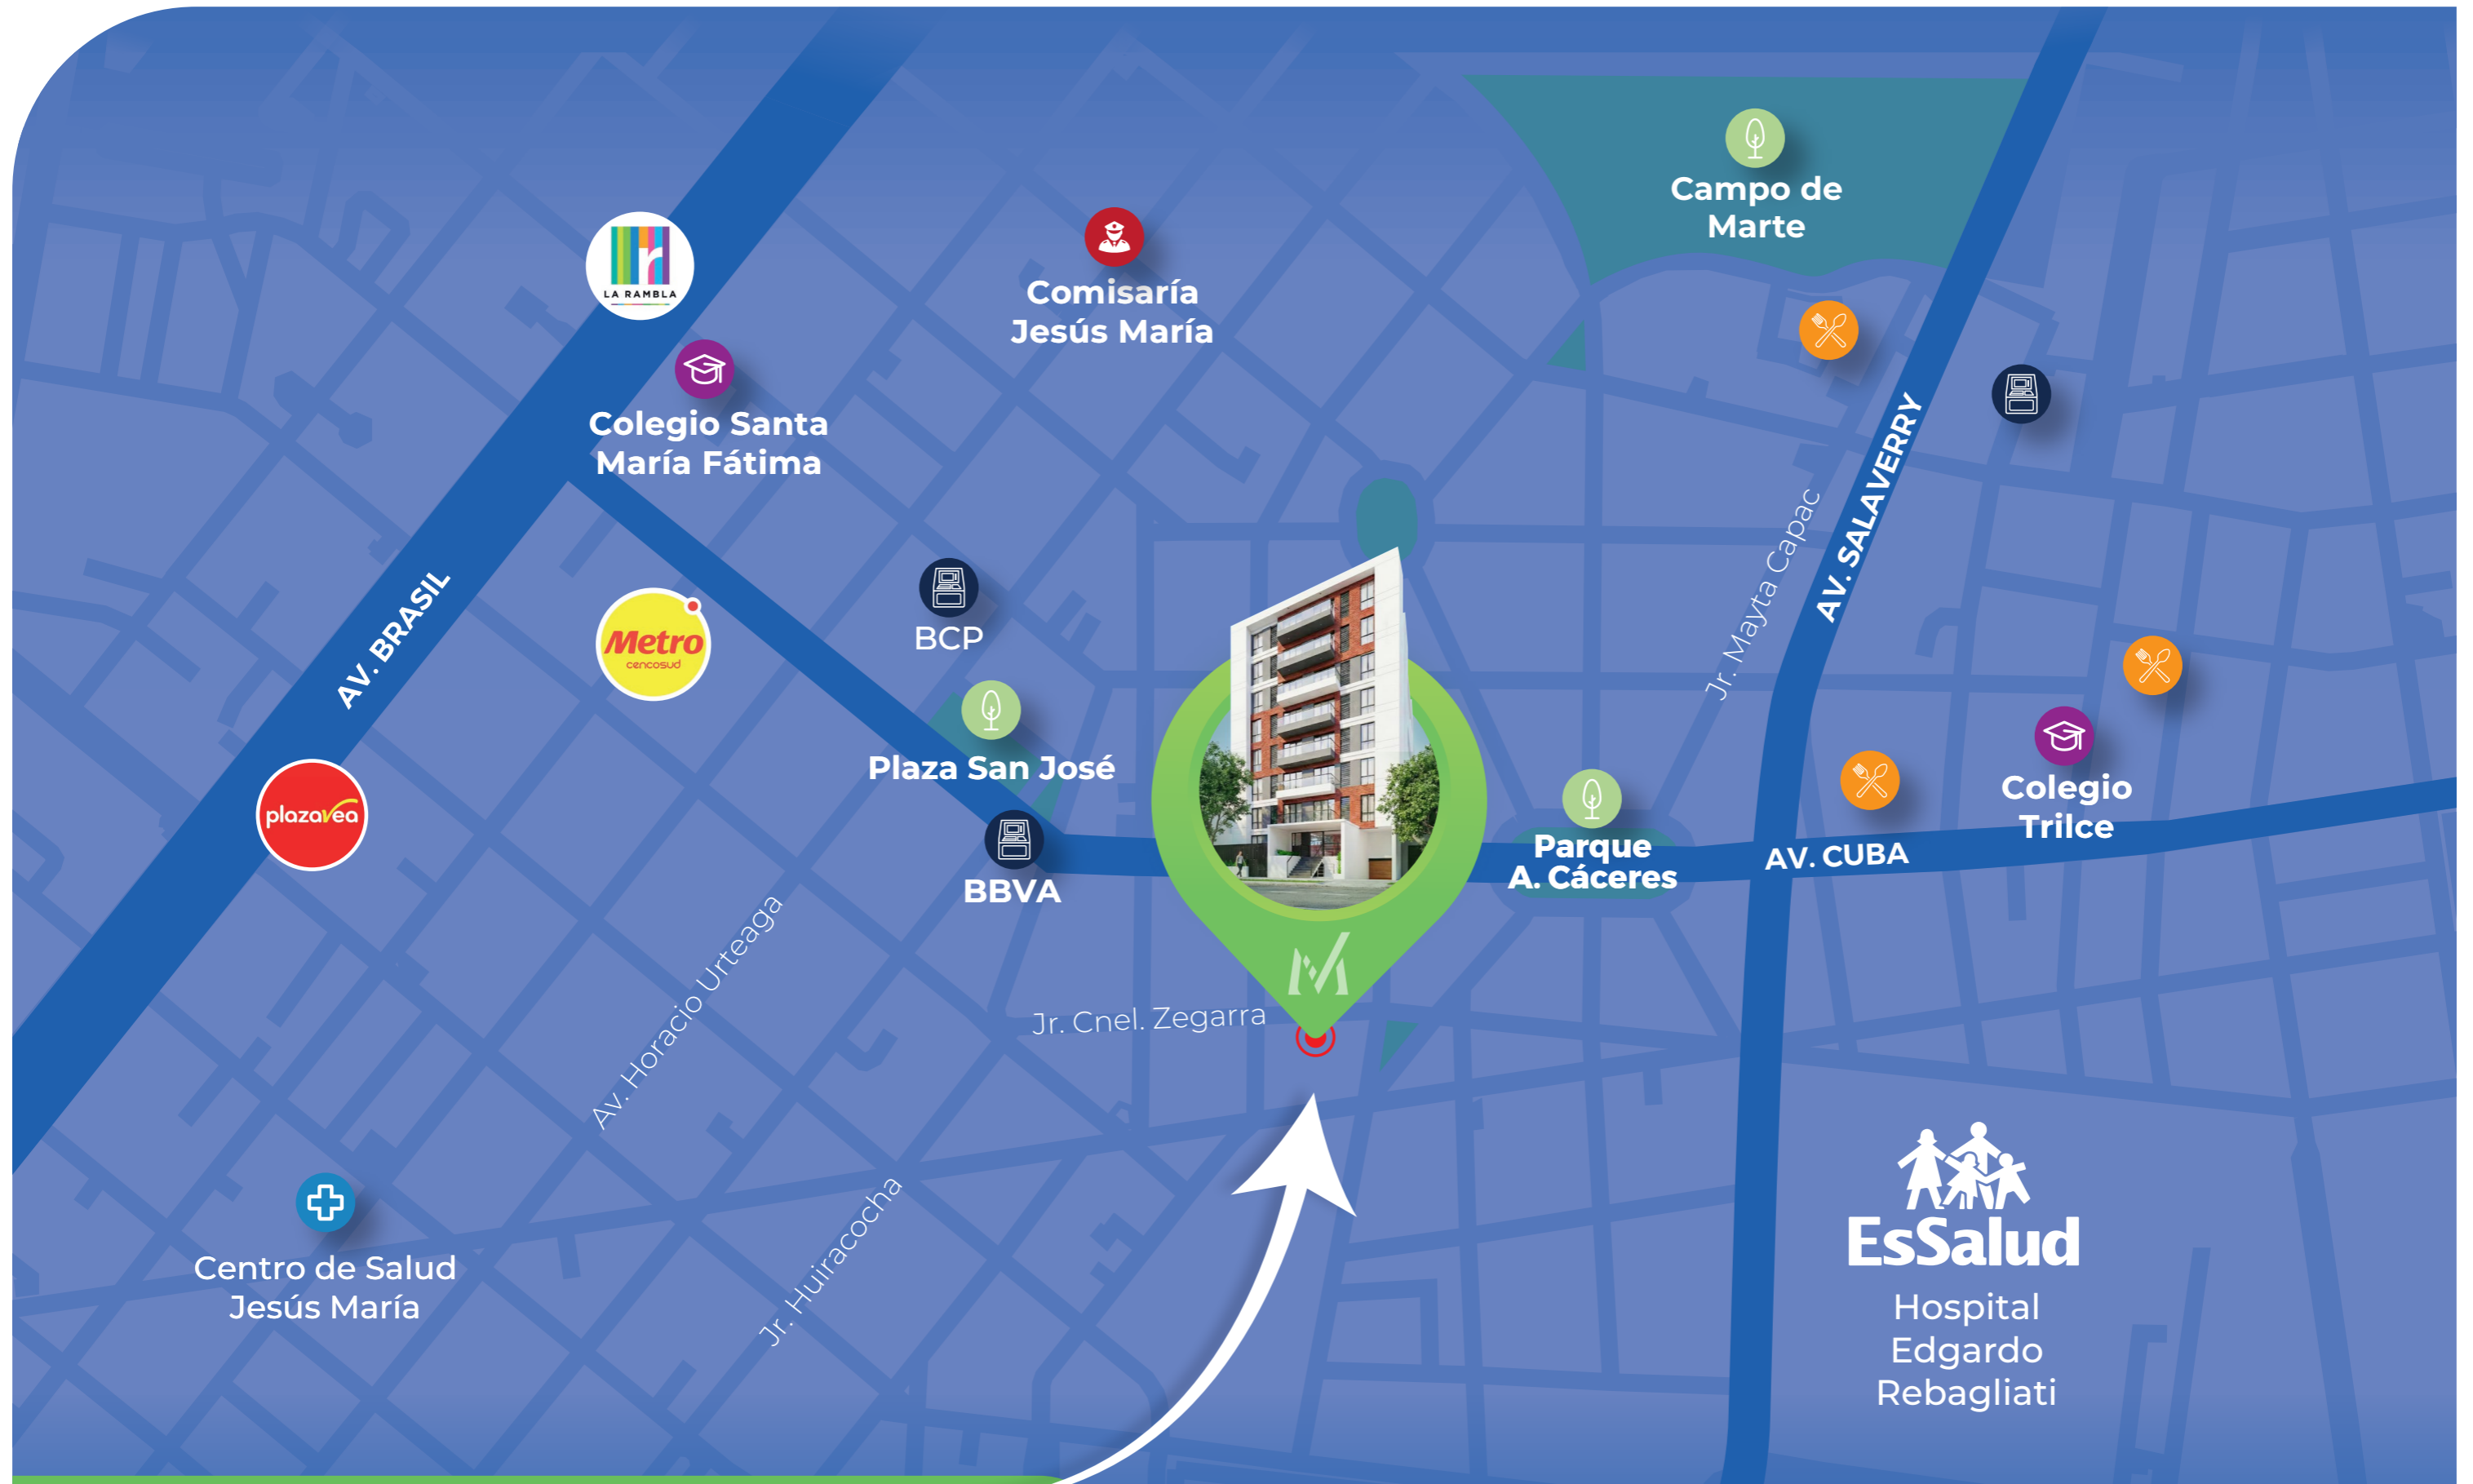 Campo de
Marte
LA RAMBLA
Comisaría
Jesús María
Colegio Santa
María Fátima
AV. SALAVERRY
Jr. Mayta Capac
AV. BRASIL
Metro
cencosud
BCP
Plaza San José
plazavea
BBVA
Parque
A. Cáceres
AV. CUBA
Colegio
Trilce
Av. Horacio Urteaga
Jr. Cnel. Zegarra
Jr. Huiracocha
Centro de Salud
Jesús María
EsSalud
Hospital
Edgardo
Rebagliati